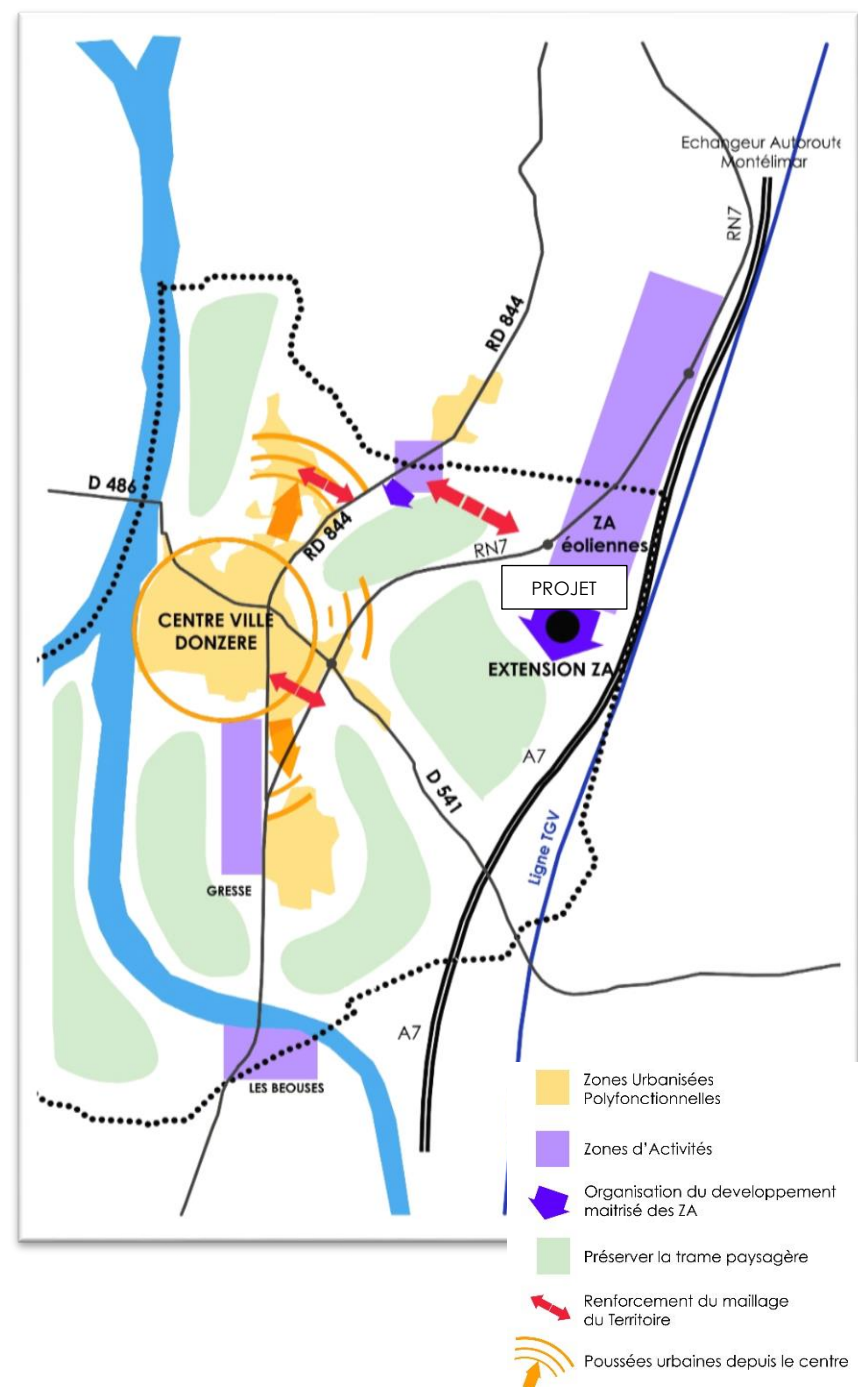 Echangeur Autoroute
Montélimar
RN7
RD 844
D 486
RD 844
RN7
ZA
éoliennes
PROJET
CENTRE VILLE
DONZERE
EXTENSION ZA
A7
D 541
Ligne TGV
GRESSE
A7
LES BEOUSES
Zones Urbanisées
Polyfonctionnelles
Zones d'Activités
Organisation du developpement
maitrisé des ZA
Préserver la trame paysagère
Renforcement du maillage
du Territoire
Poussées urbaines depuis le centre